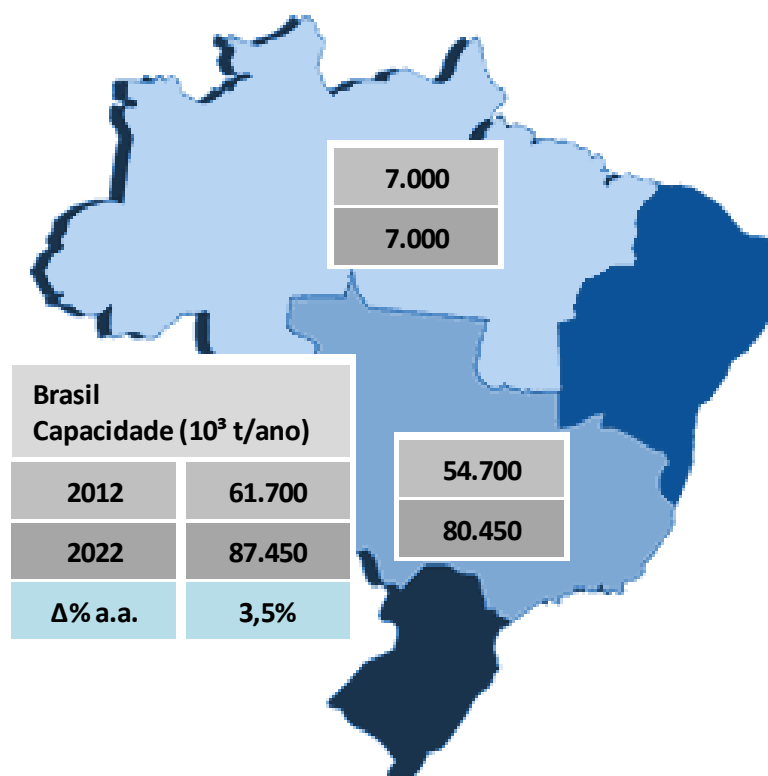 7.000
7.000
Brasil
Capacidade (10³ t/ano)
2012 61.700
2022 87.450
Δ% a.a. 3,5%
54.700
80.450